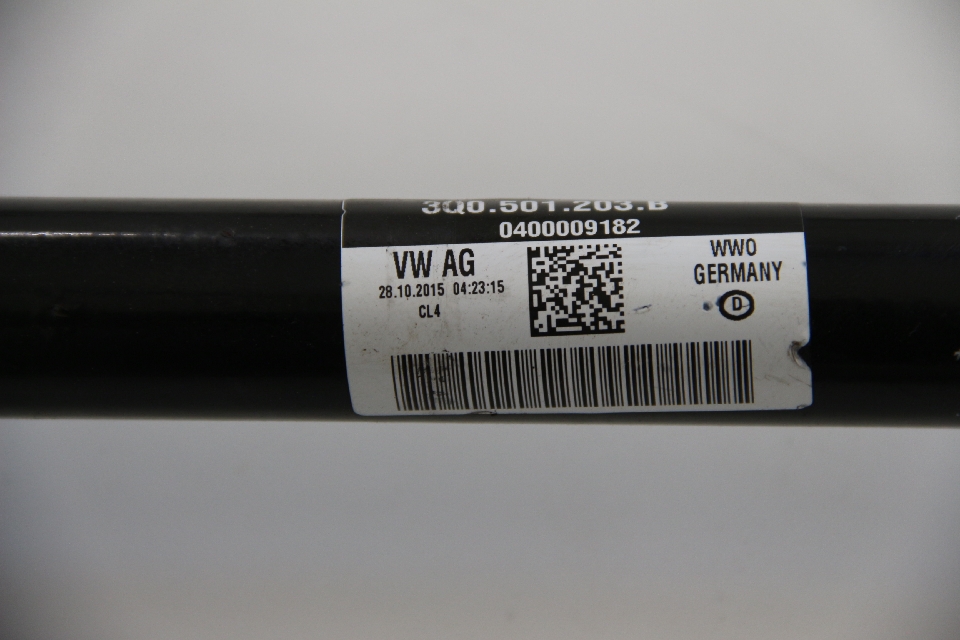 3Q0.501.203.B
0400009182
VW AG
28.10.2015 04:23:15
CL4
WWO
GERMANY
D